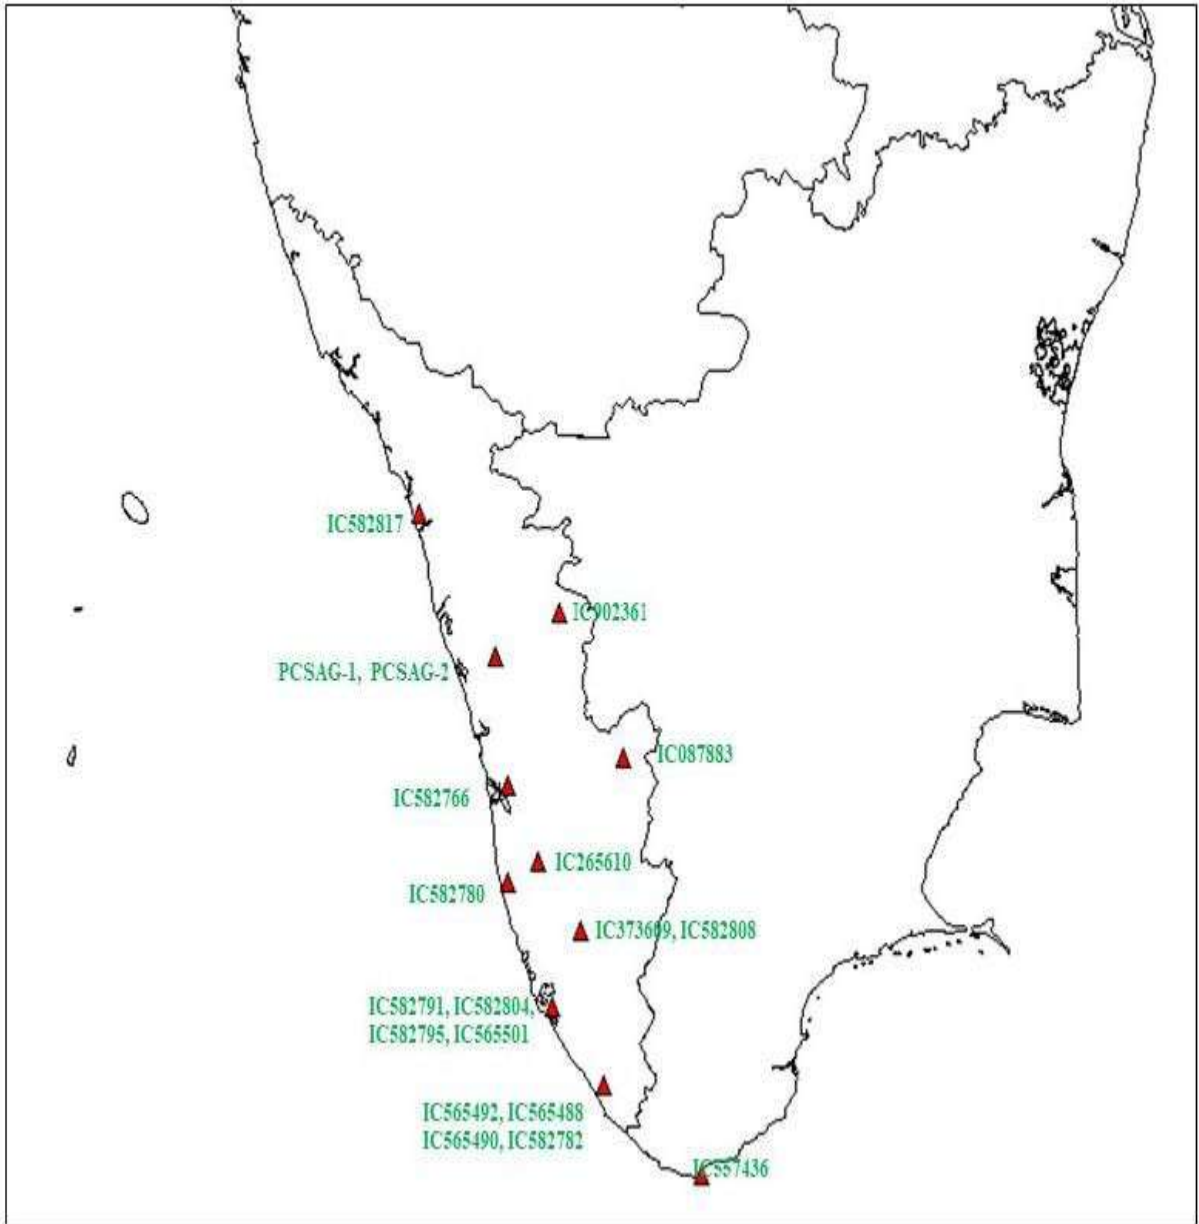 IC582817
IC902361
PCSAG-1, PCSAG-2
IC087883
IC582766
IC265610
IC582780
IC373609, IC582808
IC582791, IC582804,
IC582795, IC565501
IC565492, IC565488
IC565490, IC582782
IC557436